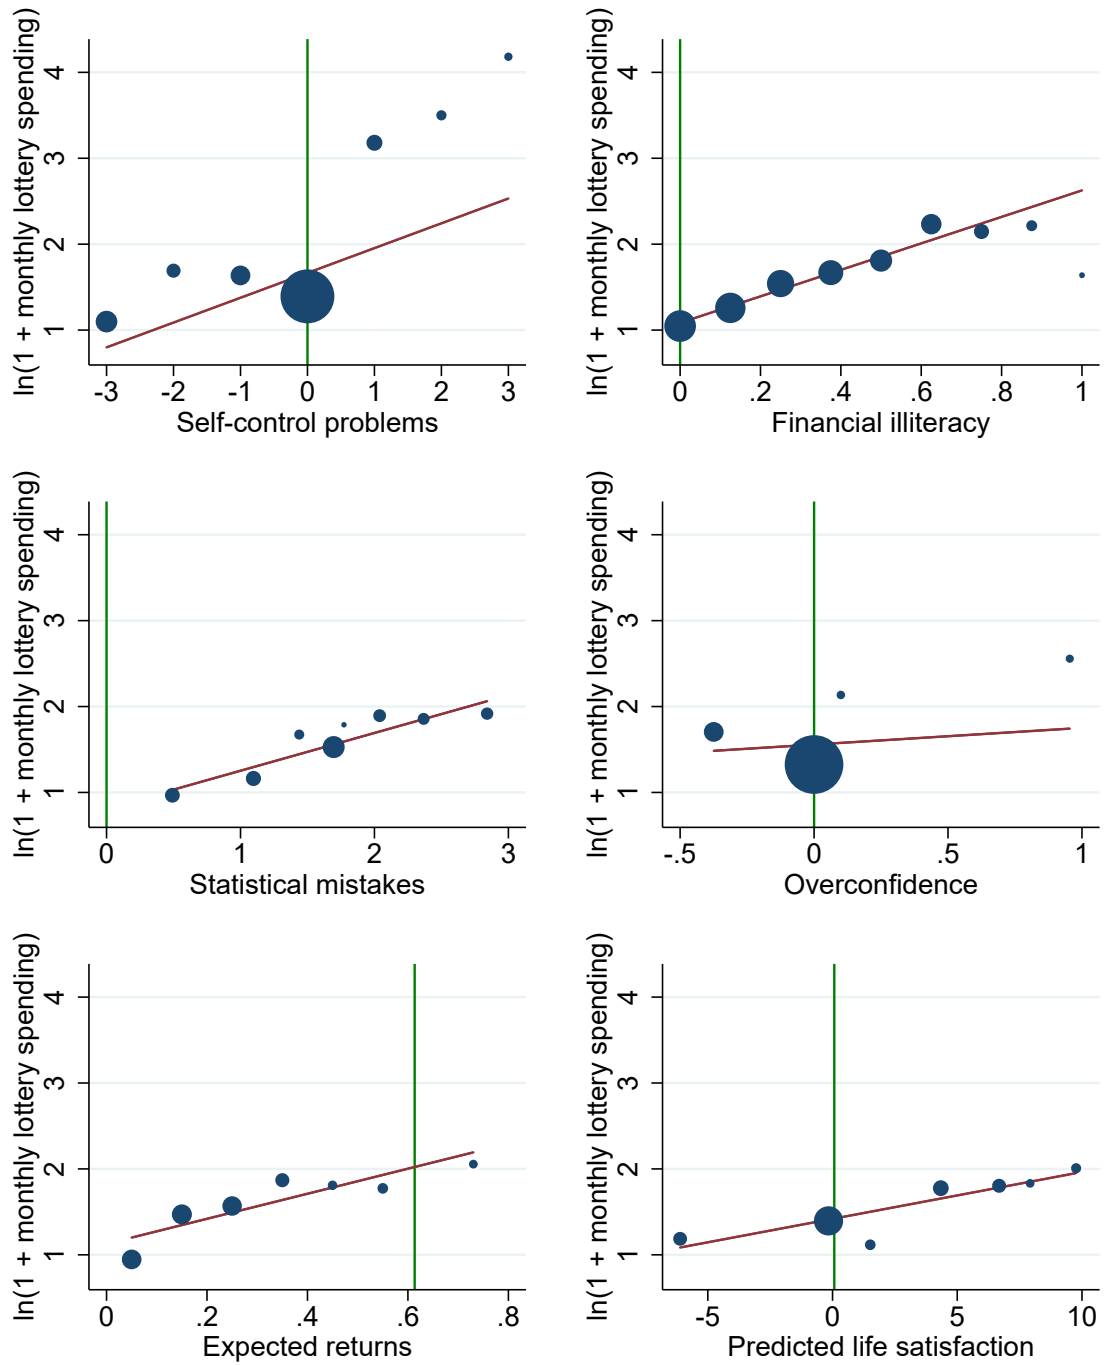 ln(1 + monthly lottery spending)
4
3
2
1
-3 -2 -1 0 1 2 3
Self-control problems
ln(1 + monthly lottery spending)
4
3
2
1
0 .2 .4 .6 .8 1
Financial illiteracy
ln(1 + monthly lottery spending)
4
3
2
1
0 1 2 3
Statistical mistakes
ln(1 + monthly lottery spending)
4
3
2
1
-.5 0 .5 1
Overconfidence
ln(1 + monthly lottery spending)
4
3
2
1
0 .2 .4 .6 .8
Expected returns
ln(1 + monthly lottery spending)
4
3
2
1
-5 0 5 10
Predicted life satisfaction